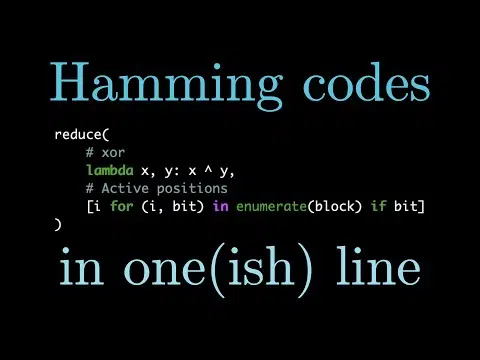 Hamming codes
reduce(
    # xor
    lambda x, y: x ^ y,
    # Active positions
    [i for (i, bit) in enumerate(block) if bit]
)
in one(ish) line